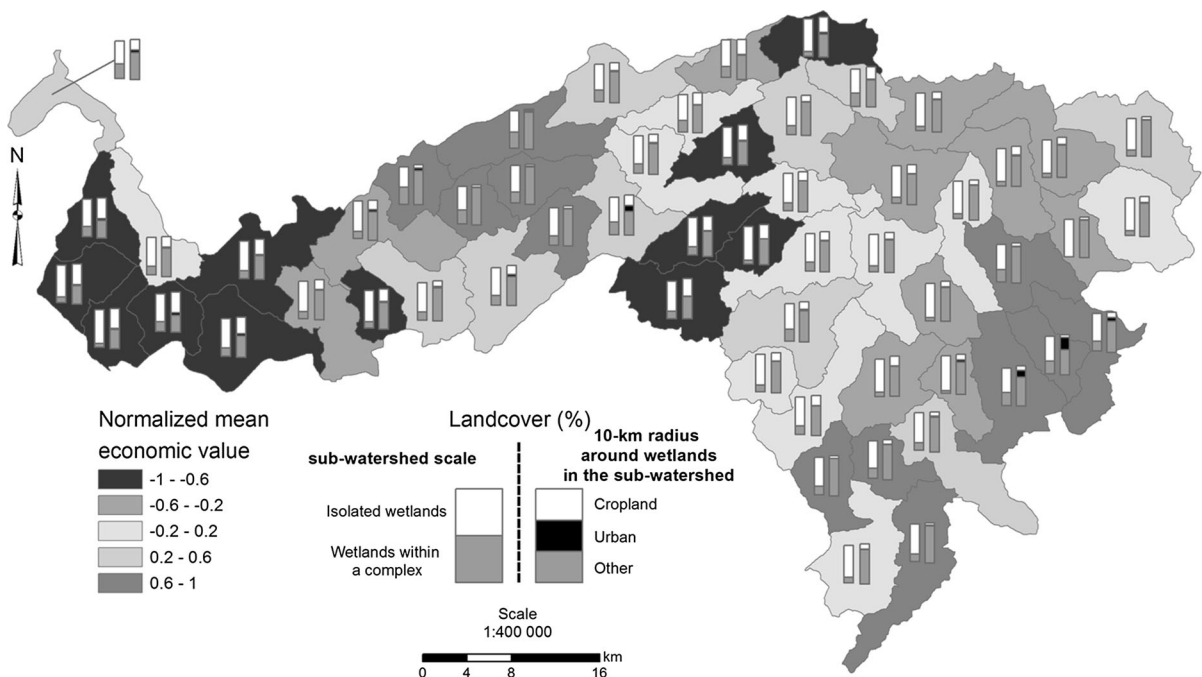 N
Normalized mean
economic value
-1 - -0.6
-0.6 - -0.2
-0.2 - 0.2
0.2 - 0.6
0.6 - 1
Landcover (%)
sub-watershed scale
10-km radius
around wetlands
in the sub-watershed
Isolated wetlands
Wetlands within
a complex
Cropland
Urban
Other
Scale
1:400 000
km
0 4 8 16